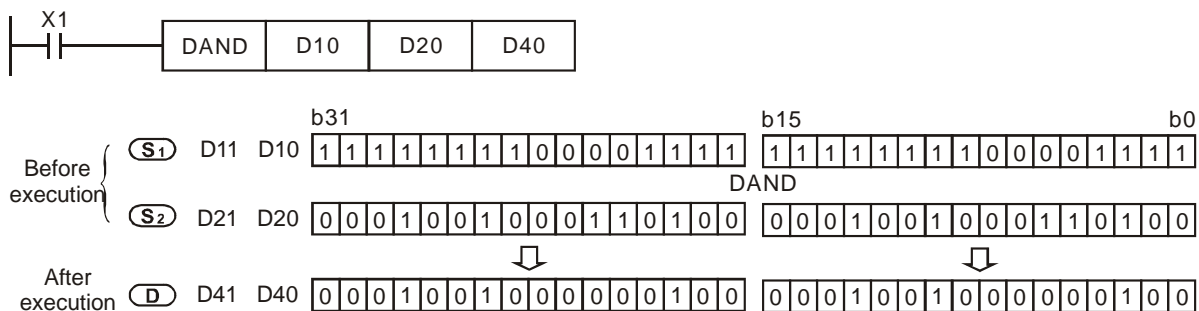 X1
DAND D10 D20 D40
b31 b15 b0
Before execution
S1 D11 D10 1 1 1 1 1 1 1 1 0 0 0 0 1 1 1 1 1 1 1 1 1 1 1 1 0 0 0 0 1 1 1 1
DAND
S2 D21 D20 0 0 0 1 0 0 1 0 0 0 1 1 0 1 0 0 0 0 0 1 0 0 1 0 0 0 1 1 0 1 0 0
After execution
D D41 D40 0 0 0 1 0 0 1 0 0 0 0 0 0 1 0 0 0 0 0 1 0 0 1 0 0 0 0 0 0 1 0 0